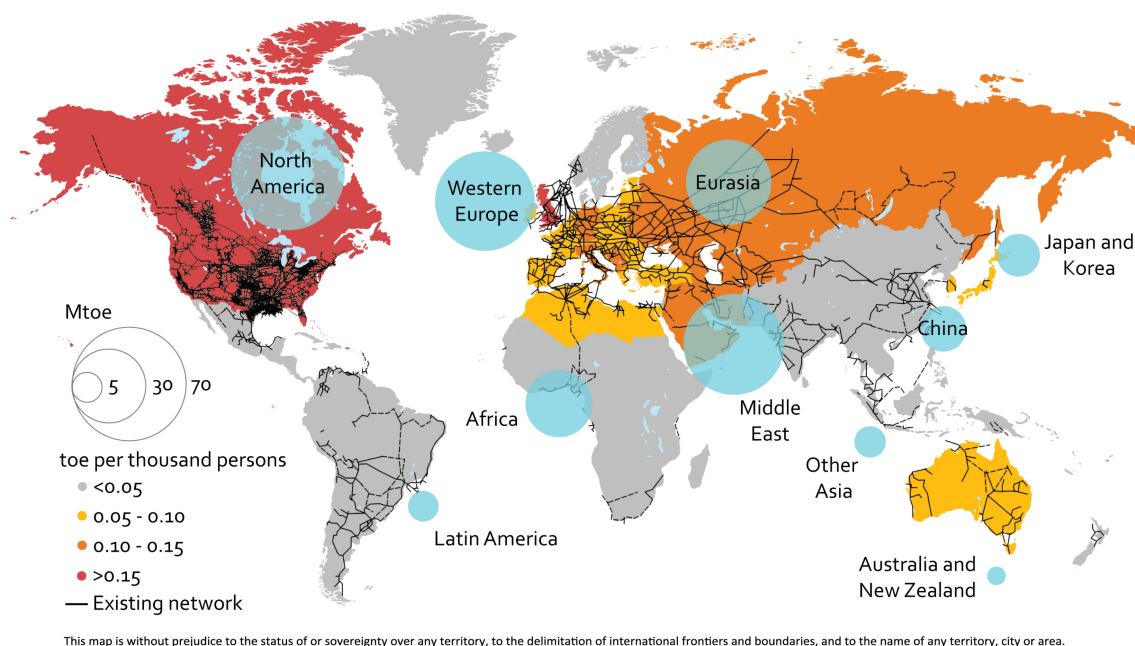 North
America
Western
Europe
Eurasia
Japan and
Korea
China
Mtoe
5
30
70
Africa
Middle
East
toe per thousand persons
<0.05
0.05 - 0.10
0.10 - 0.15
>0.15
Existing network
Other
Asia
Latin America
Australia and
New Zealand
This map is without prejudice to the status of or sovereignty over any territory, to the delimitation of international frontiers and boundaries, and to the name of any territory, city or area.